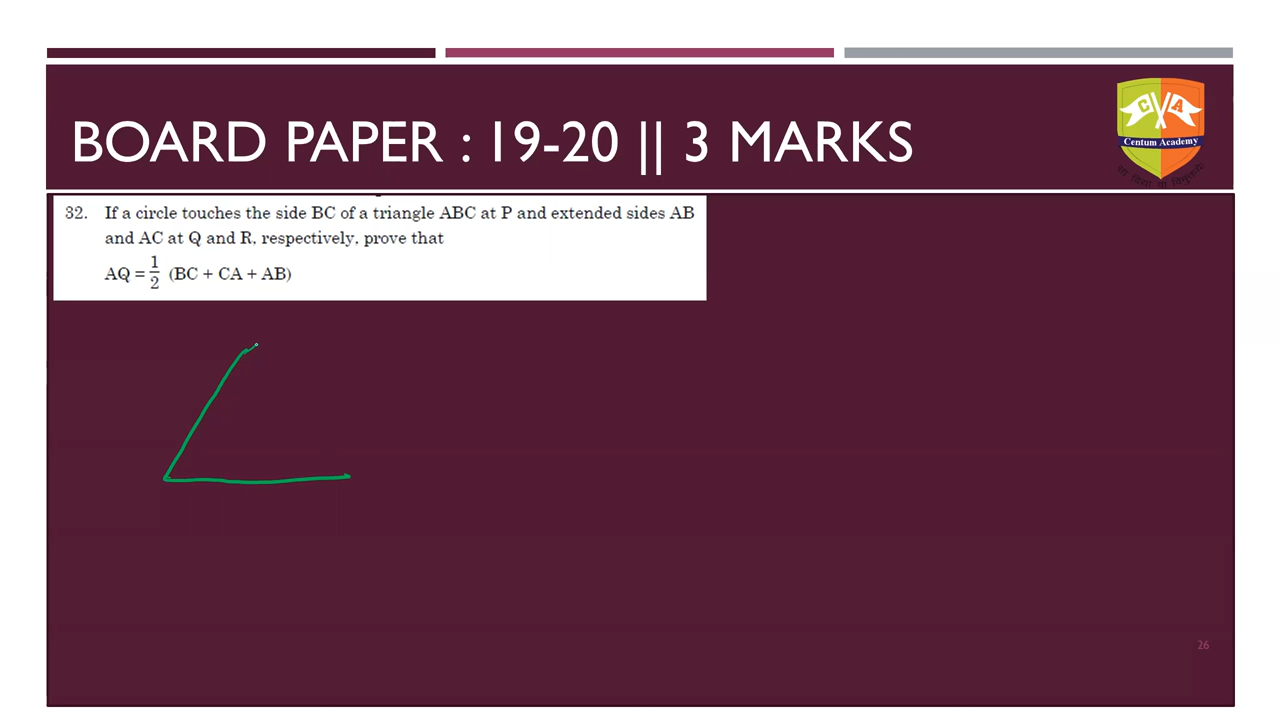 BOARD PAPER : 19-20 || 3 MARKS
C A
Centum Academy
32. If a circle touches the side BC of a triangle ABC at P and extended sides AB
and AC at Q and R, respectively, prove that
AQ = 1/2 (BC + CA + AB)
26